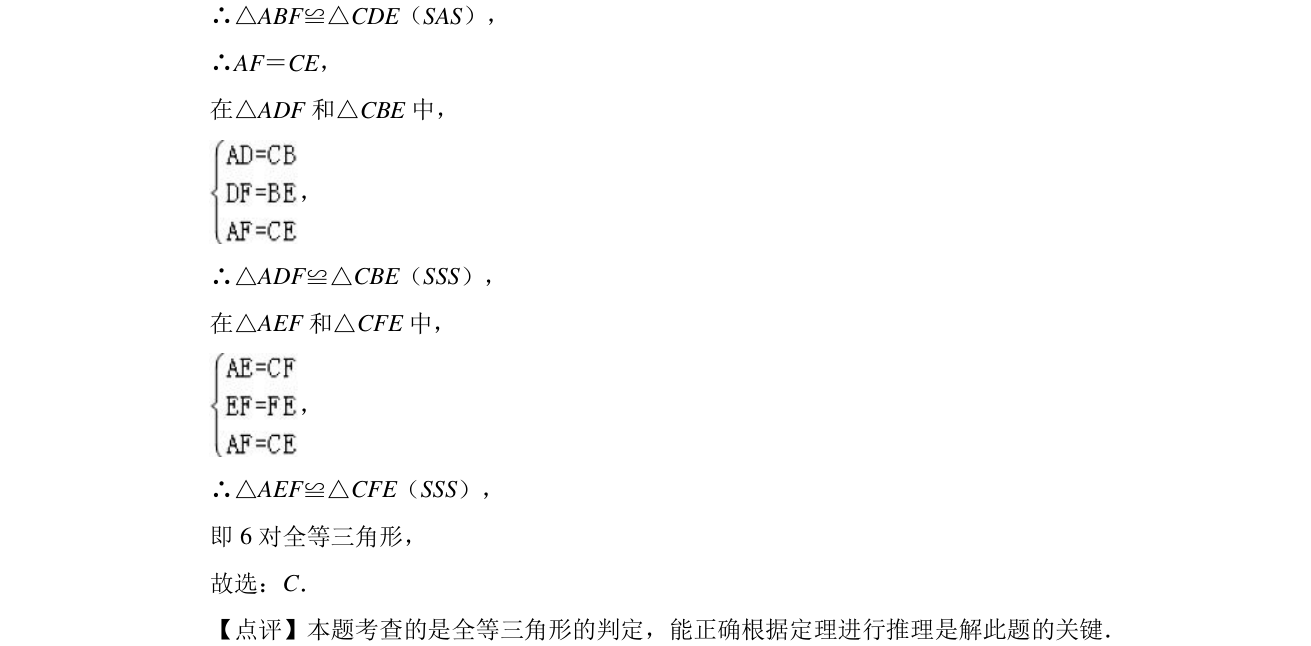 ∴△ABF≌△CDE（SAS），
∴AF＝CE，
在△ADF 和△CBE 中，
AD=CB
DF=BE，
AF=CE
∴△ADF≌△CBE（SSS），
在△AEF 和△CFE 中，
AE=CF
EF=FE，
AF=CE
∴△AEF≌△CFE（SSS），
即 6 对全等三角形，
故选：C．
【点评】本题考查的是全等三角形的判定，能正确根据定理进行推理是解此题的关键．